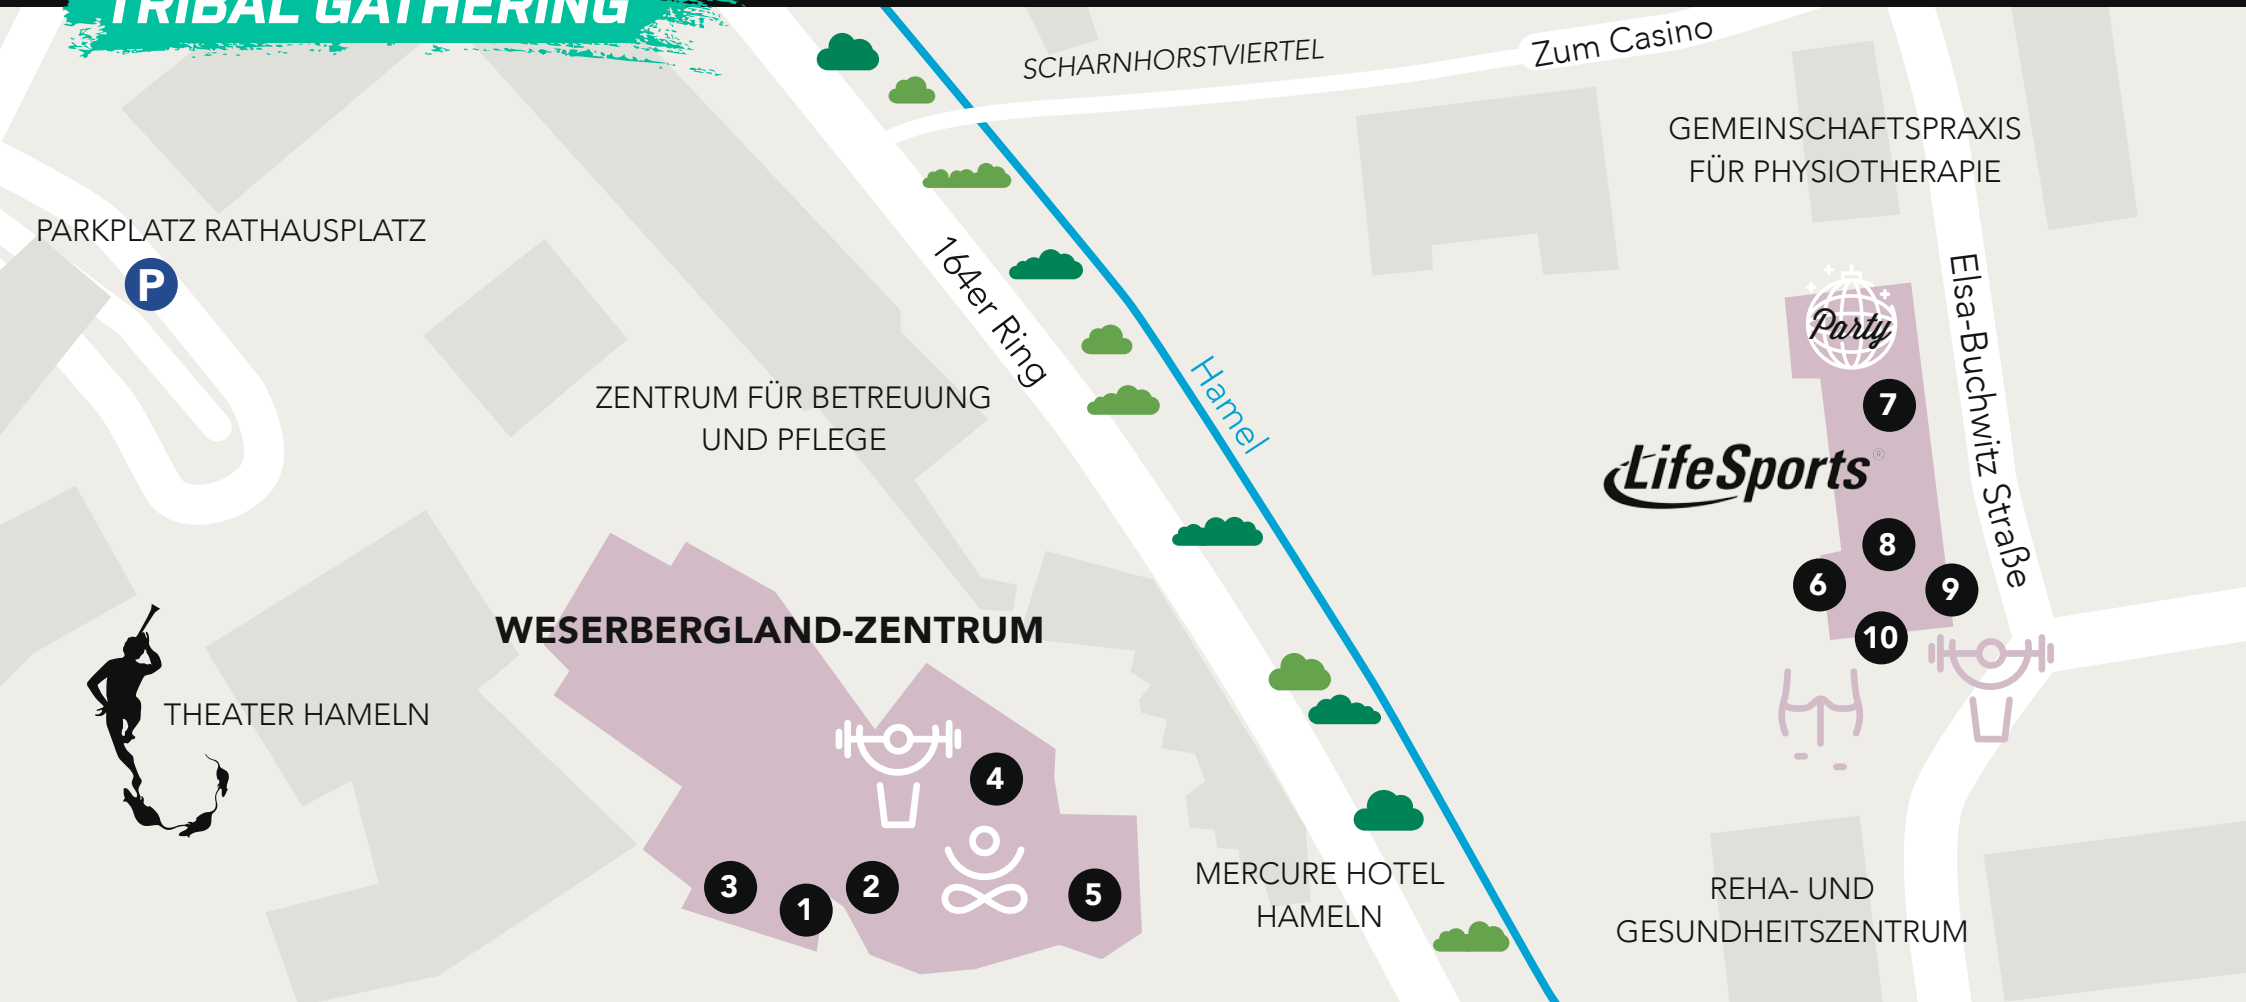 TRIBAL GATHERING
SCHARNHORSTVIERTEL
Zum Casino
GEMEINSCHAFTSPRAXIS
FÜR PHYSIOTHERAPIE
PARKPLATZ RATHAUSPLATZ
P
164er Ring
Hamel
Elsa-Buchwitz Straße
Party
7
ZENTRUM FÜR BETREUUNG
UND PFLEGE
LifeSports®
8
6
9
10
WESERBERGLAND-ZENTRUM
THEATER HAMELN
4
3
1
2
5
MERCURE HOTEL
HAMELN
REHA- UND
GESUNDHEITSZENTRUM